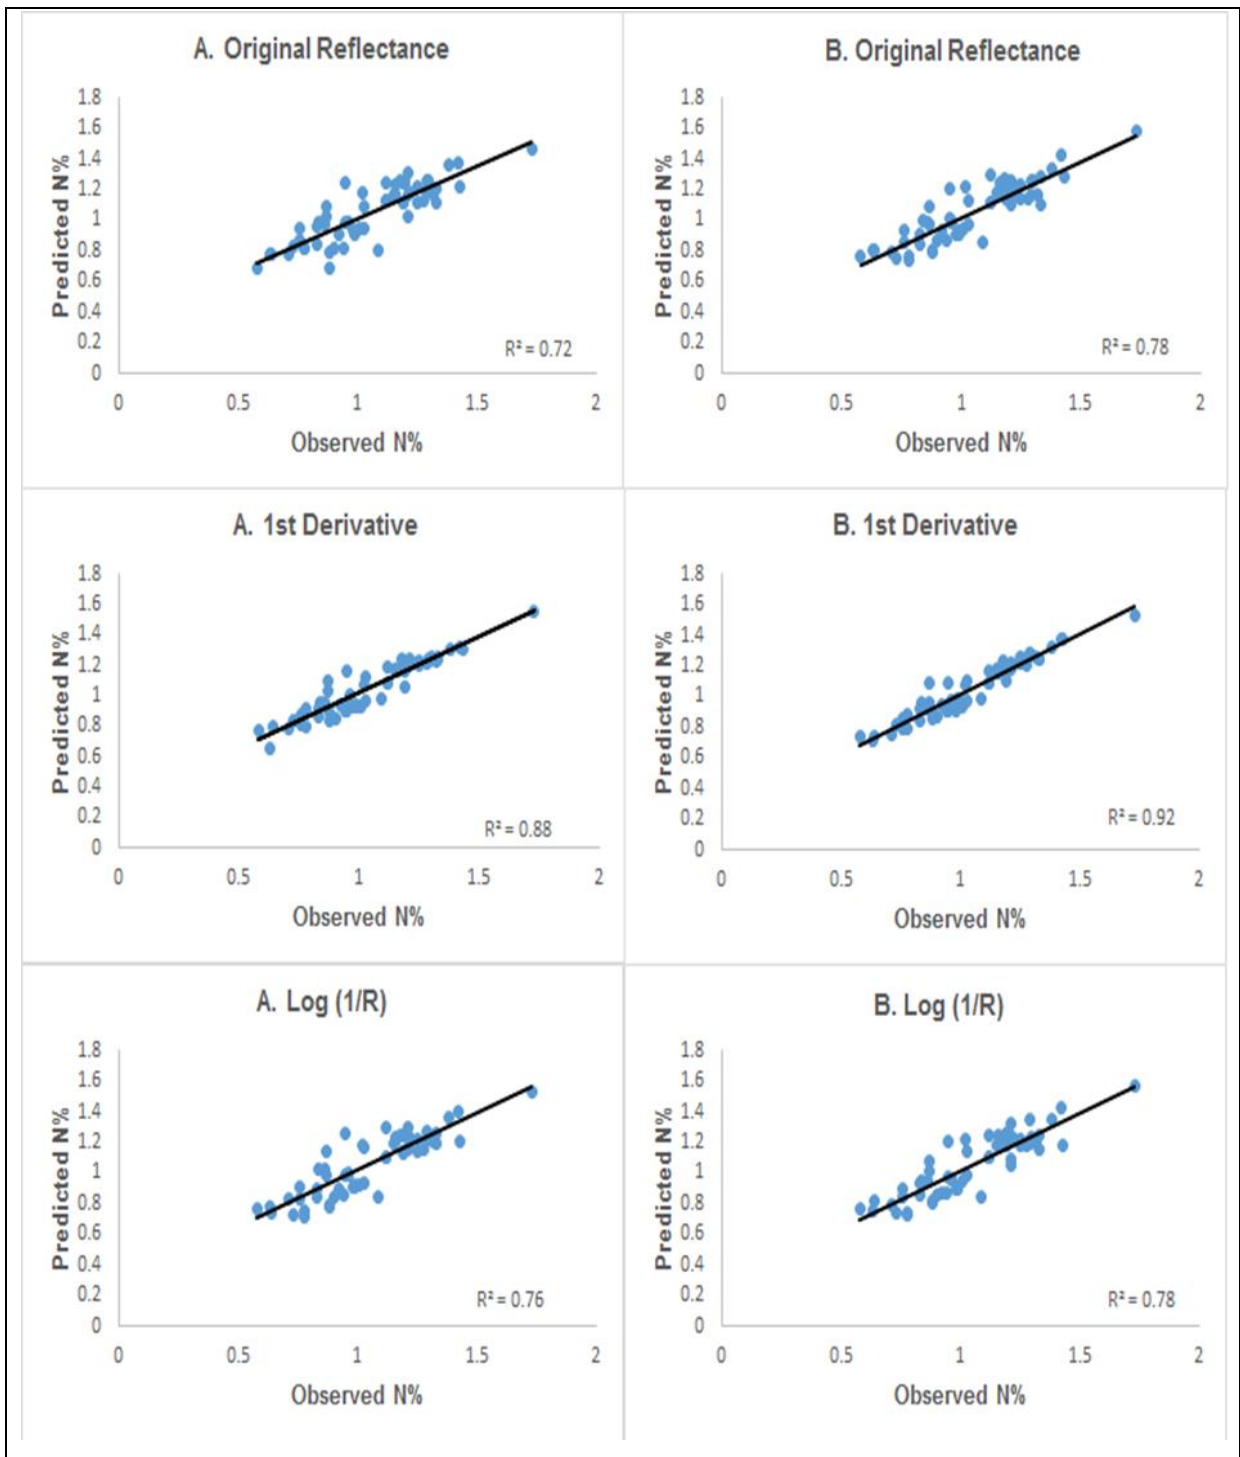 A. Original Reflectance
1.8
1.6
1.4
1.2
1
0.8
0.6
0.4
0.2
0
Predicted N%
R² = 0.72
0 0.5 1 1.5 2
Observed N%
B. Original Reflectance
1.8
1.6
1.4
1.2
1
0.8
0.6
0.4
0.2
0
Predicted N%
R² = 0.78
0 0.5 1 1.5 2
Observed N%
A. 1st Derivative
1.8
1.6
1.4
1.2
1
0.8
0.6
0.4
0.2
0
Predicted N%
R² = 0.88
0 0.5 1 1.5 2
Observed N%
B. 1st Derivative
1.8
1.6
1.4
1.2
1
0.8
0.6
0.4
0.2
0
Predicted N%
R² = 0.92
0 0.5 1 1.5 2
Observed N%
A. Log (1/R)
1.8
1.6
1.4
1.2
1
0.8
0.6
0.4
0.2
0
Predicted N%
R² = 0.76
0 0.5 1 1.5 2
Observed N%
B. Log (1/R)
1.8
1.6
1.4
1.2
1
0.8
0.6
0.4
0.2
0
Predicted N%
R² = 0.78
0 0.5 1 1.5 2
Observed N%